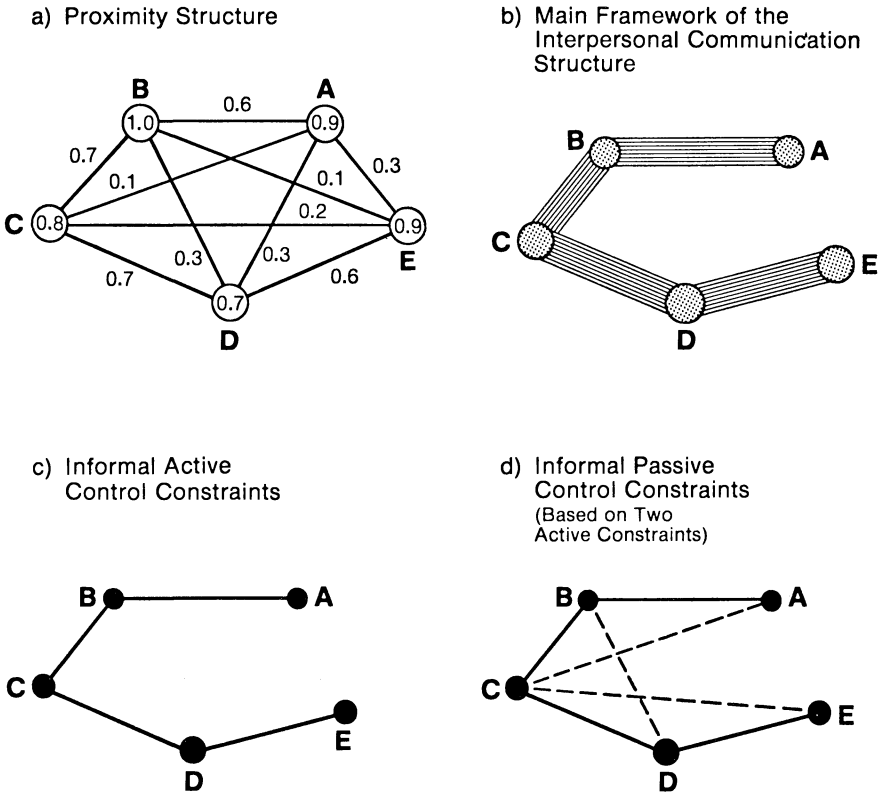 a) Proximity Structure
B
A
0.6
1.0
0.9
0.7
0.3
0.1
0.1
0.2
C
0.8
0.9
E
0.3
0.3
0.7
0.6
0.7
D
b) Main Framework of the
Interpersonal Communication
Structure
B
A
C
E
D
c) Informal Active
Control Constraints
B
A
C
E
D
d) Informal Passive
Control Constraints
(Based on Two
Active Constraints)
B
A
C
E
D